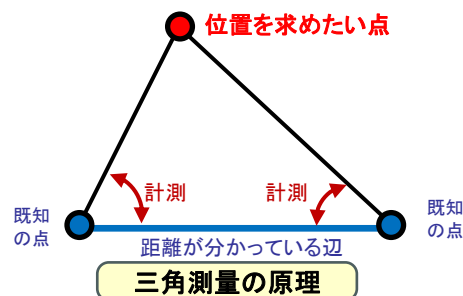 位置を求めたい点
計測
計測
既知
の点
既知
の点
距離が分かっている辺
三角測量の原理